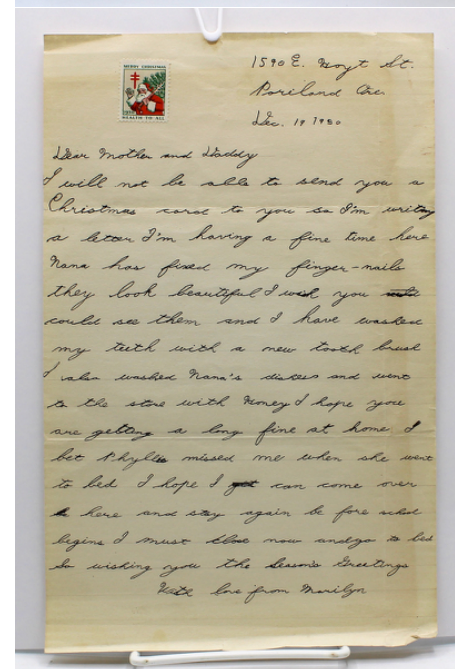 MERRY CHRISTMAS
HEALTH TO ALL
1590 E. Hoyt St.
Portland Ore.
Dec. 19
Dear Mother and Daddy
I will not be able to send you a
Christmas card to you so I'm writing
a letter I'm having a fine time here
Nana has fixed my finger-nails
they look beautiful I wish you
could see them and I have washed
my teeth with a new tooth brush
I also washed Nana's dishes and went
to the store with I hope you
are getting a long fine at home I
bet Phyllis missed me when she went
to bed I hope I can come over
here and stay again be fore school
begins I must close now and go to bed
So wishing you the Season's Greetings
With love from Marilyn